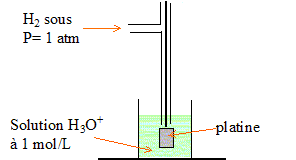 H₂ sous
P= 1 atm
Solution H₃O⁺
à 1 mol/L
platine